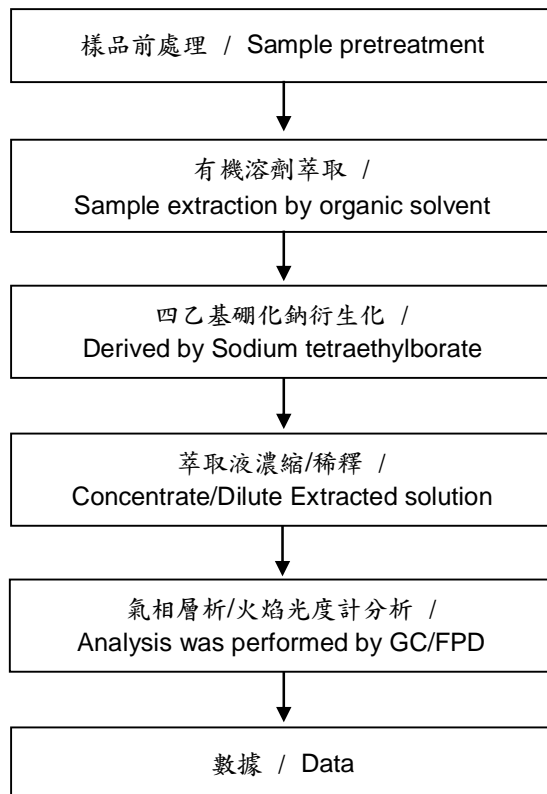 樣品前處理 / Sample pretreatment
有機溶劑萃取 /
Sample extraction by organic solvent
四乙基硼化鈉衍生化 /
Derived by Sodium tetraethylborate
萃取液濃縮/稀釋 /
Concentrate/Dilute Extracted solution
氣相層析/火焰光度計分析 /
Analysis was performed by GC/FPD
數據 / Data